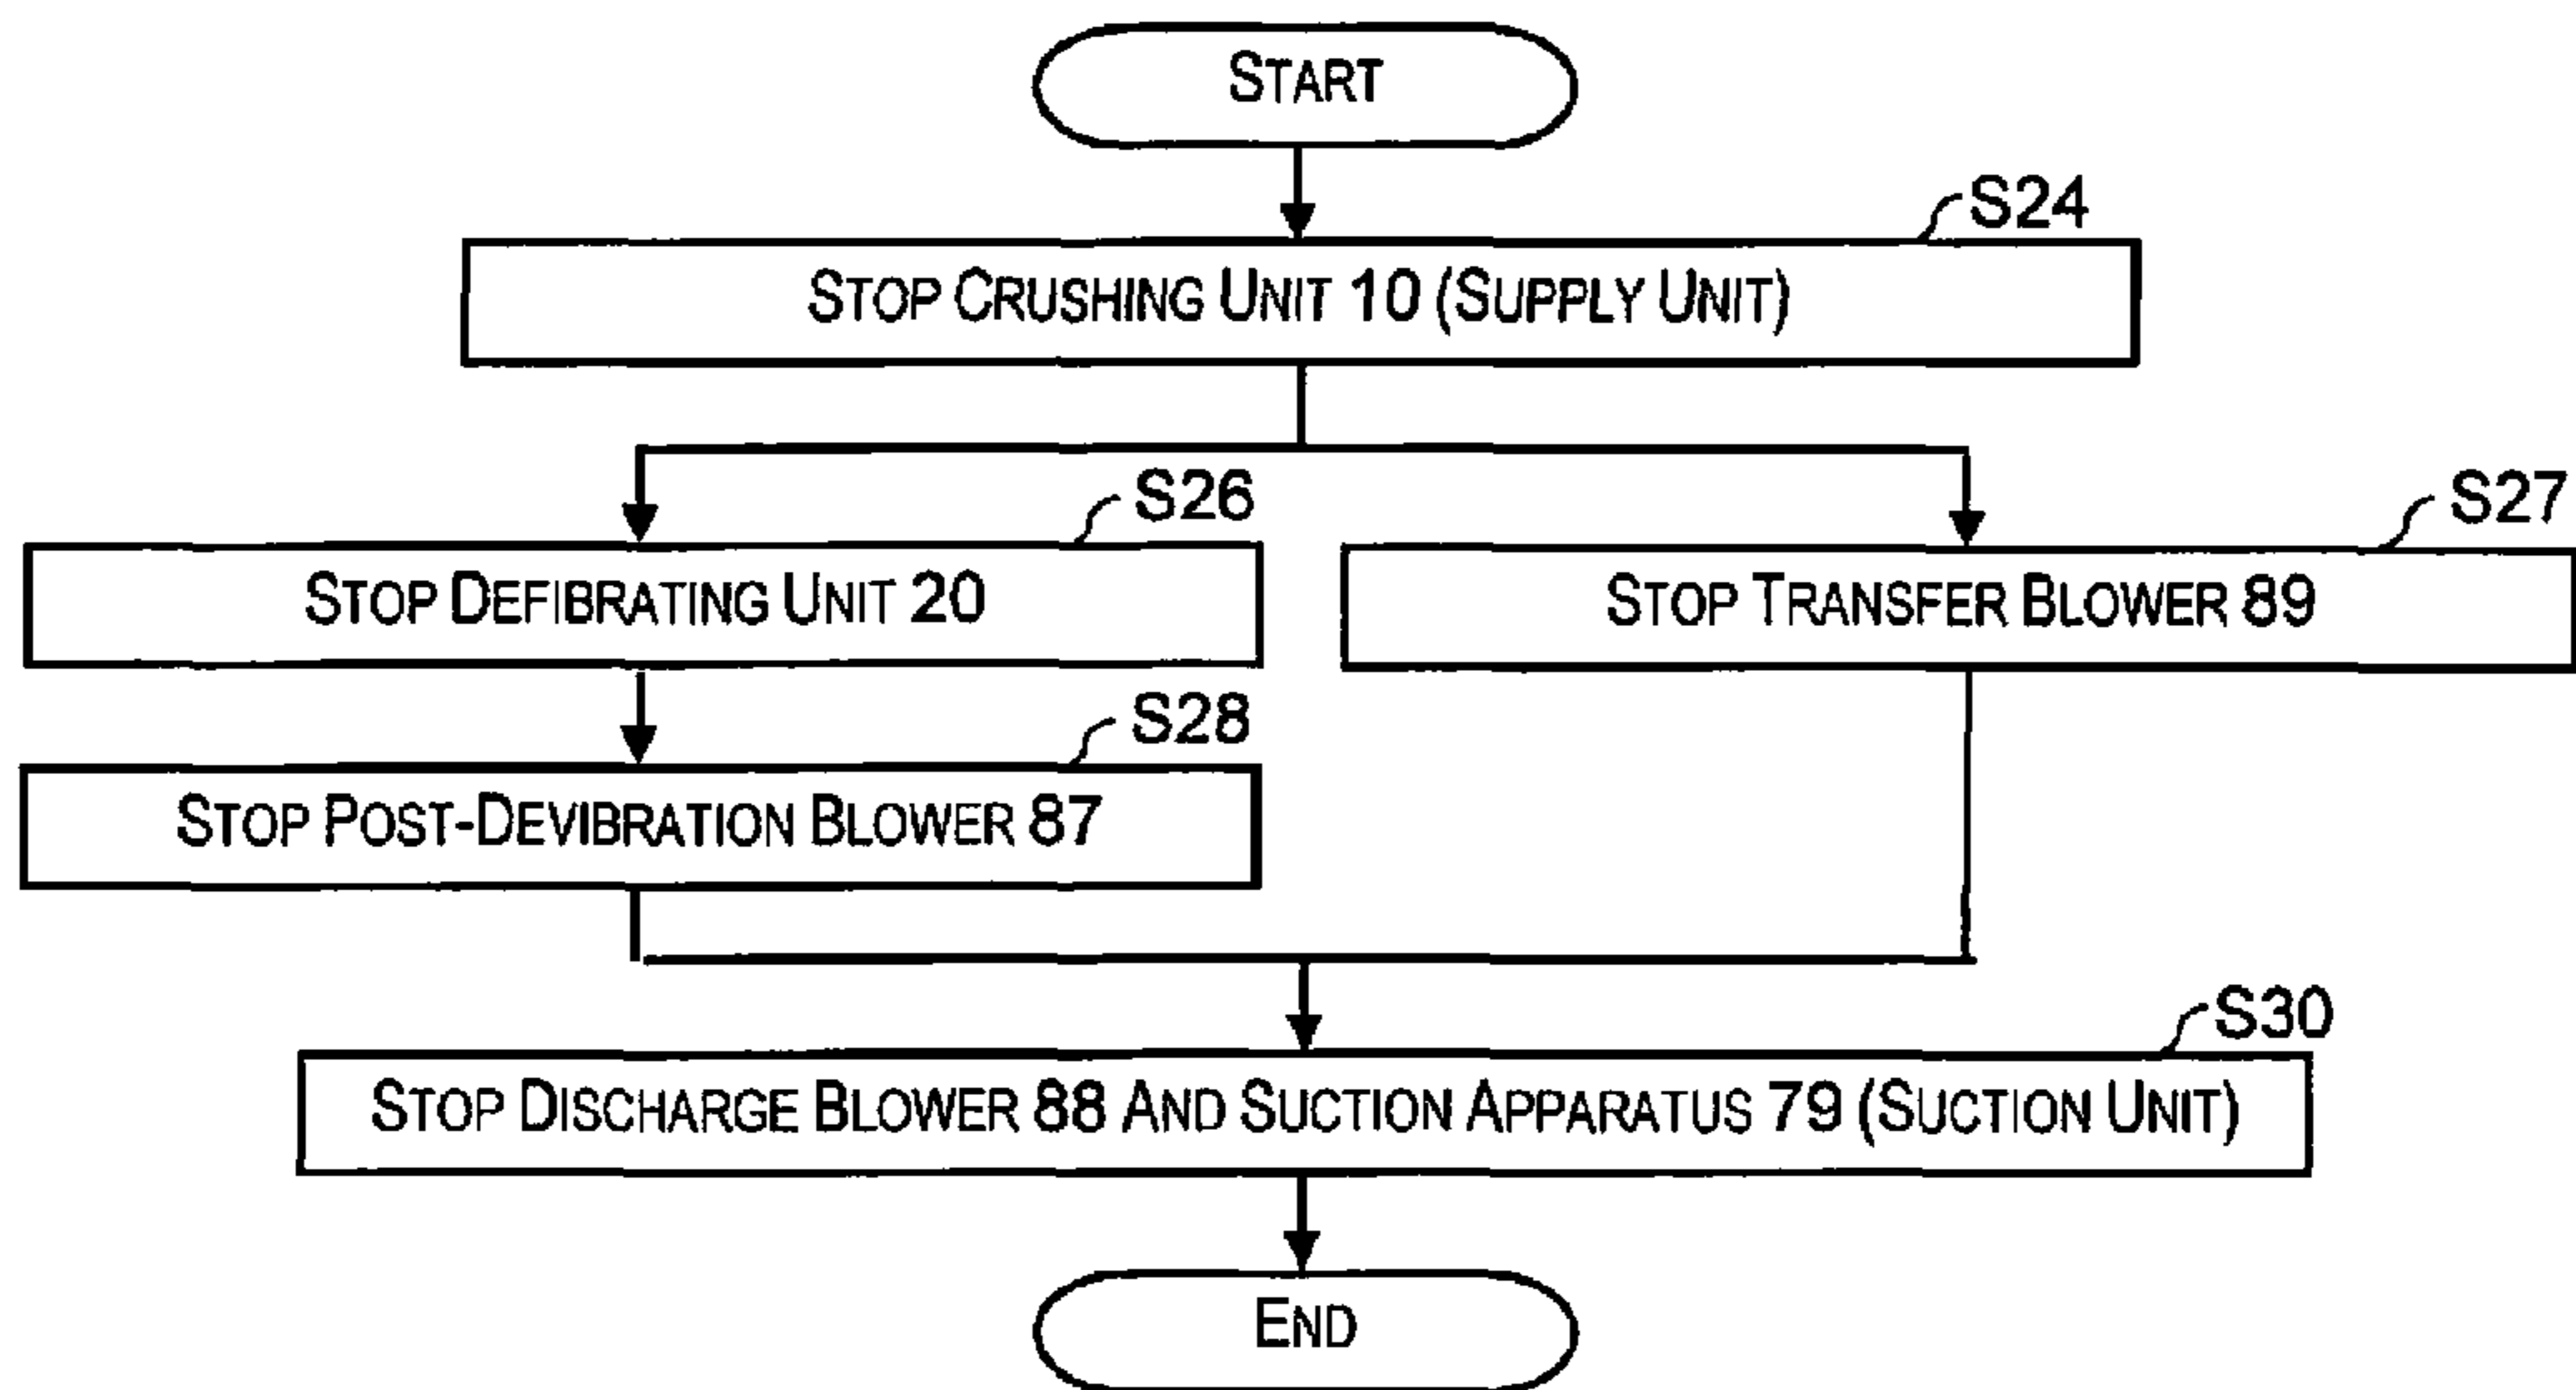 START
S24
STOP CRUSHING UNIT 10 (SUPPLY UNIT)
S26
STOP DEFIBRATING UNIT 20
S27
STOP TRANSFER BLOWER 89
S28
STOP POST-DEVIBRATION BLOWER 87
S30
STOP DISCHARGE BLOWER 88 AND SUCTION APPARATUS 79 (SUCTION UNIT)
END